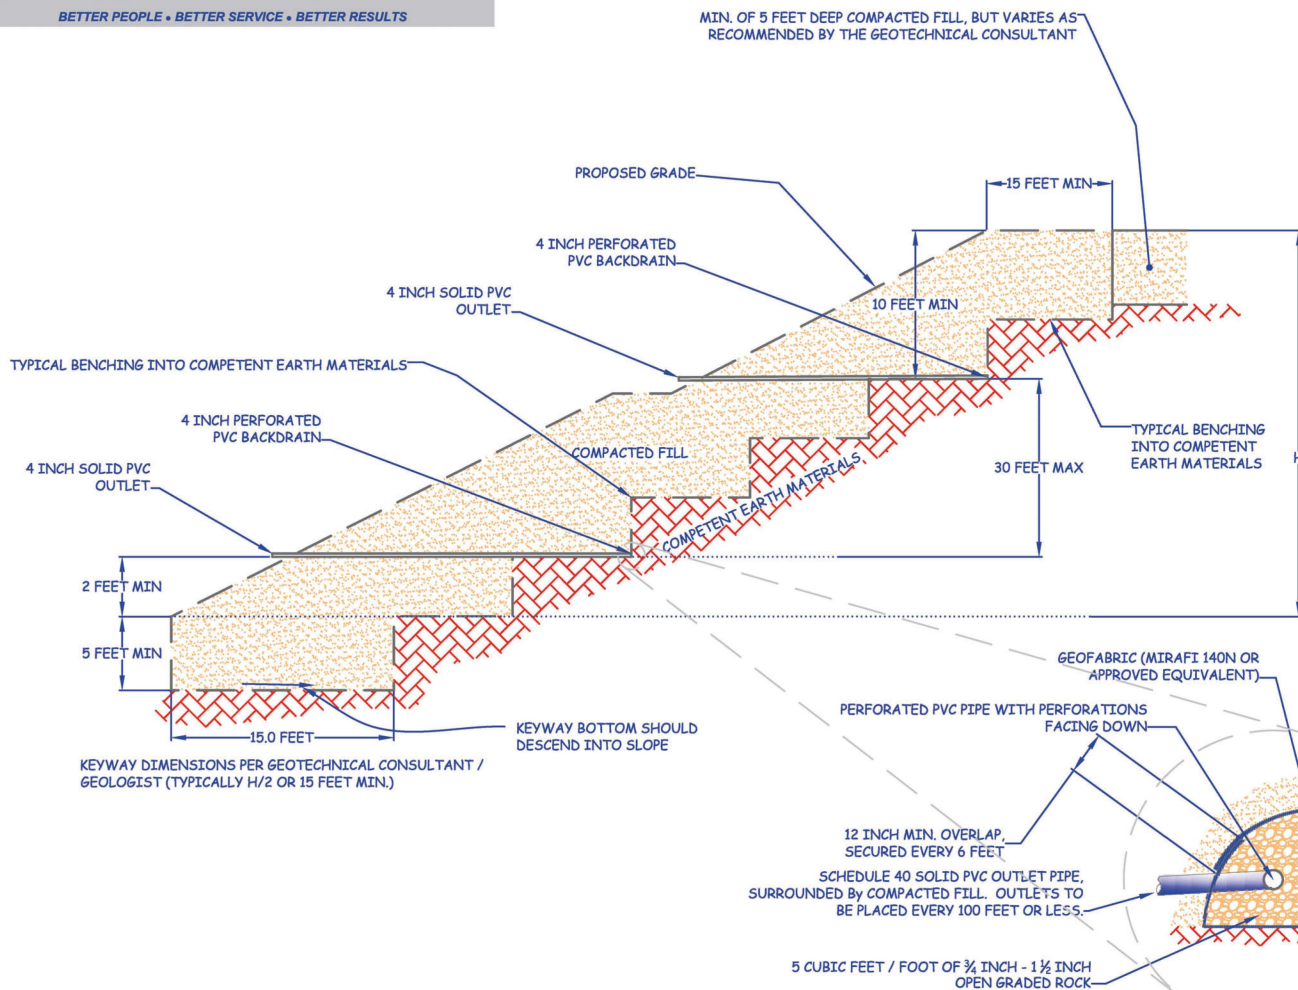 BETTER PEOPLE • BETTER SERVICE • BETTER RESULTS
MIN. OF 5 FEET DEEP COMPACTED FILL, BUT VARIES AS
RECOMMENDED BY THE GEOTECHNICAL CONSULTANT
PROPOSED GRADE
15 FEET MIN
4 INCH PERFORATED
PVC BACKDRAIN
4 INCH SOLID PVC
OUTLET
10 FEET MIN
TYPICAL BENCHING INTO COMPETENT EARTH MATERIALS
4 INCH PERFORATED
PVC BACKDRAIN
COMPACTED FILL
TYPICAL BENCHING
INTO COMPETENT
EARTH MATERIALS
4 INCH SOLID PVC
OUTLET
30 FEET MAX
COMPETENT EARTH MATERIALS
2 FEET MIN
5 FEET MIN
15.0 FEET
KEYWAY BOTTOM SHOULD
DESCEND INTO SLOPE
KEYWAY DIMENSIONS PER GEOTECHNICAL CONSULTANT /
GEOLOGIST (TYPICALLY H/2 OR 15 FEET MIN.)
GEOFABRIC (MIRAFI 140N OR
APPROVED EQUIVALENT)
PERFORATED PVC PIPE WITH PERFORATIONS
FACING DOWN
12 INCH MIN. OVERLAP,
SECURED EVERY 6 FEET
SCHEDULE 40 SOLID PVC OUTLET PIPE,
SURROUNDED By COMPACTED FILL. OUTLETS TO
BE PLACED EVERY 100 FEET OR LESS.
5 CUBIC FEET / FOOT OF ¾ INCH - 1 ½ INCH
OPEN GRADED ROCK